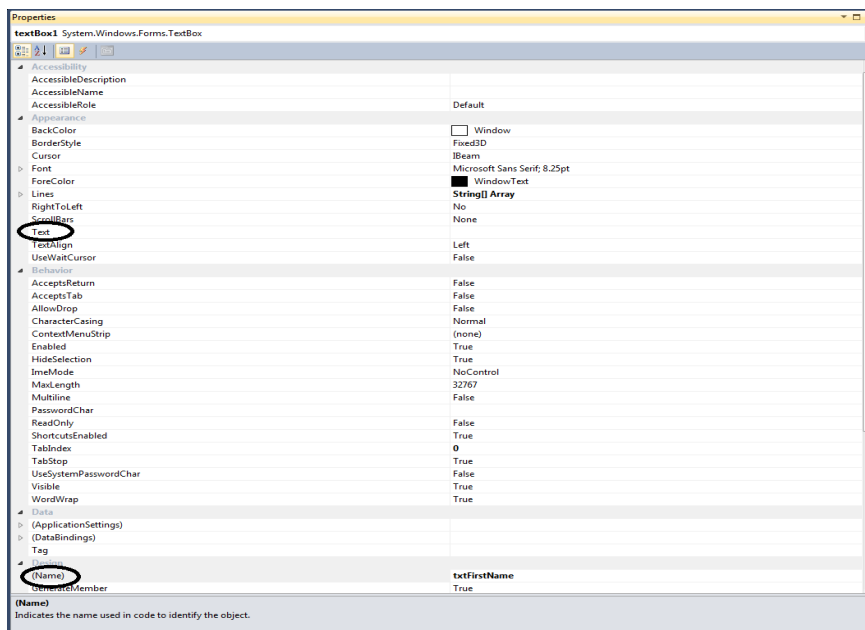 Properties
textBox1 System.Windows.Forms.TextBox
Accessibility
AccessibleDescription
AccessibleName
AccessibleRole Default
Appearance
BackColor Window
BorderStyle Fixed3D
Cursor IBeam
Font Microsoft Sans Serif; 8.25pt
ForeColor WindowText
Lines String[] Array
RightToLeft No
ScrollBars None
Text
TextAlign Left
UseWaitCursor False
Behavior
AcceptsReturn False
AcceptsTab False
AllowDrop False
CharacterCasing Normal
ContextMenuStrip (none)
Enabled True
HideSelection True
ImeMode NoControl
MaxLength 32767
Multiline False
PasswordChar
ReadOnly False
ShortcutsEnabled True
TabIndex 0
TabStop True
UseSystemPasswordChar False
Visible True
WordWrap True
Data
(ApplicationSettings)
(DataBindings)
Tag
Design
(Name) txtFirstName
GenerateMember True
(Name)
Indicates the name used in code to identify the object.